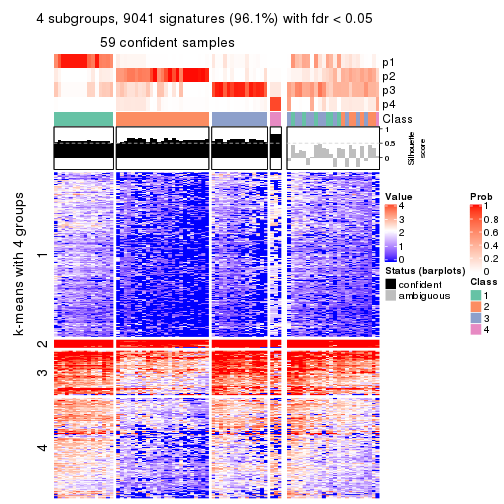 4 subgroups, 9041 signatures (96.1%) with fdr < 0.05
59 confident samples
p1
p2
p3
p4
Class
1
0.5
0
Silhouette
score
k-means with 4 groups
1
2
3
4
Value
4
3
2
1
0
Status (barplots)
confident
ambiguous
Prob
1
0.8
0.6
0.4
0.2
0
Class
1
2
3
4